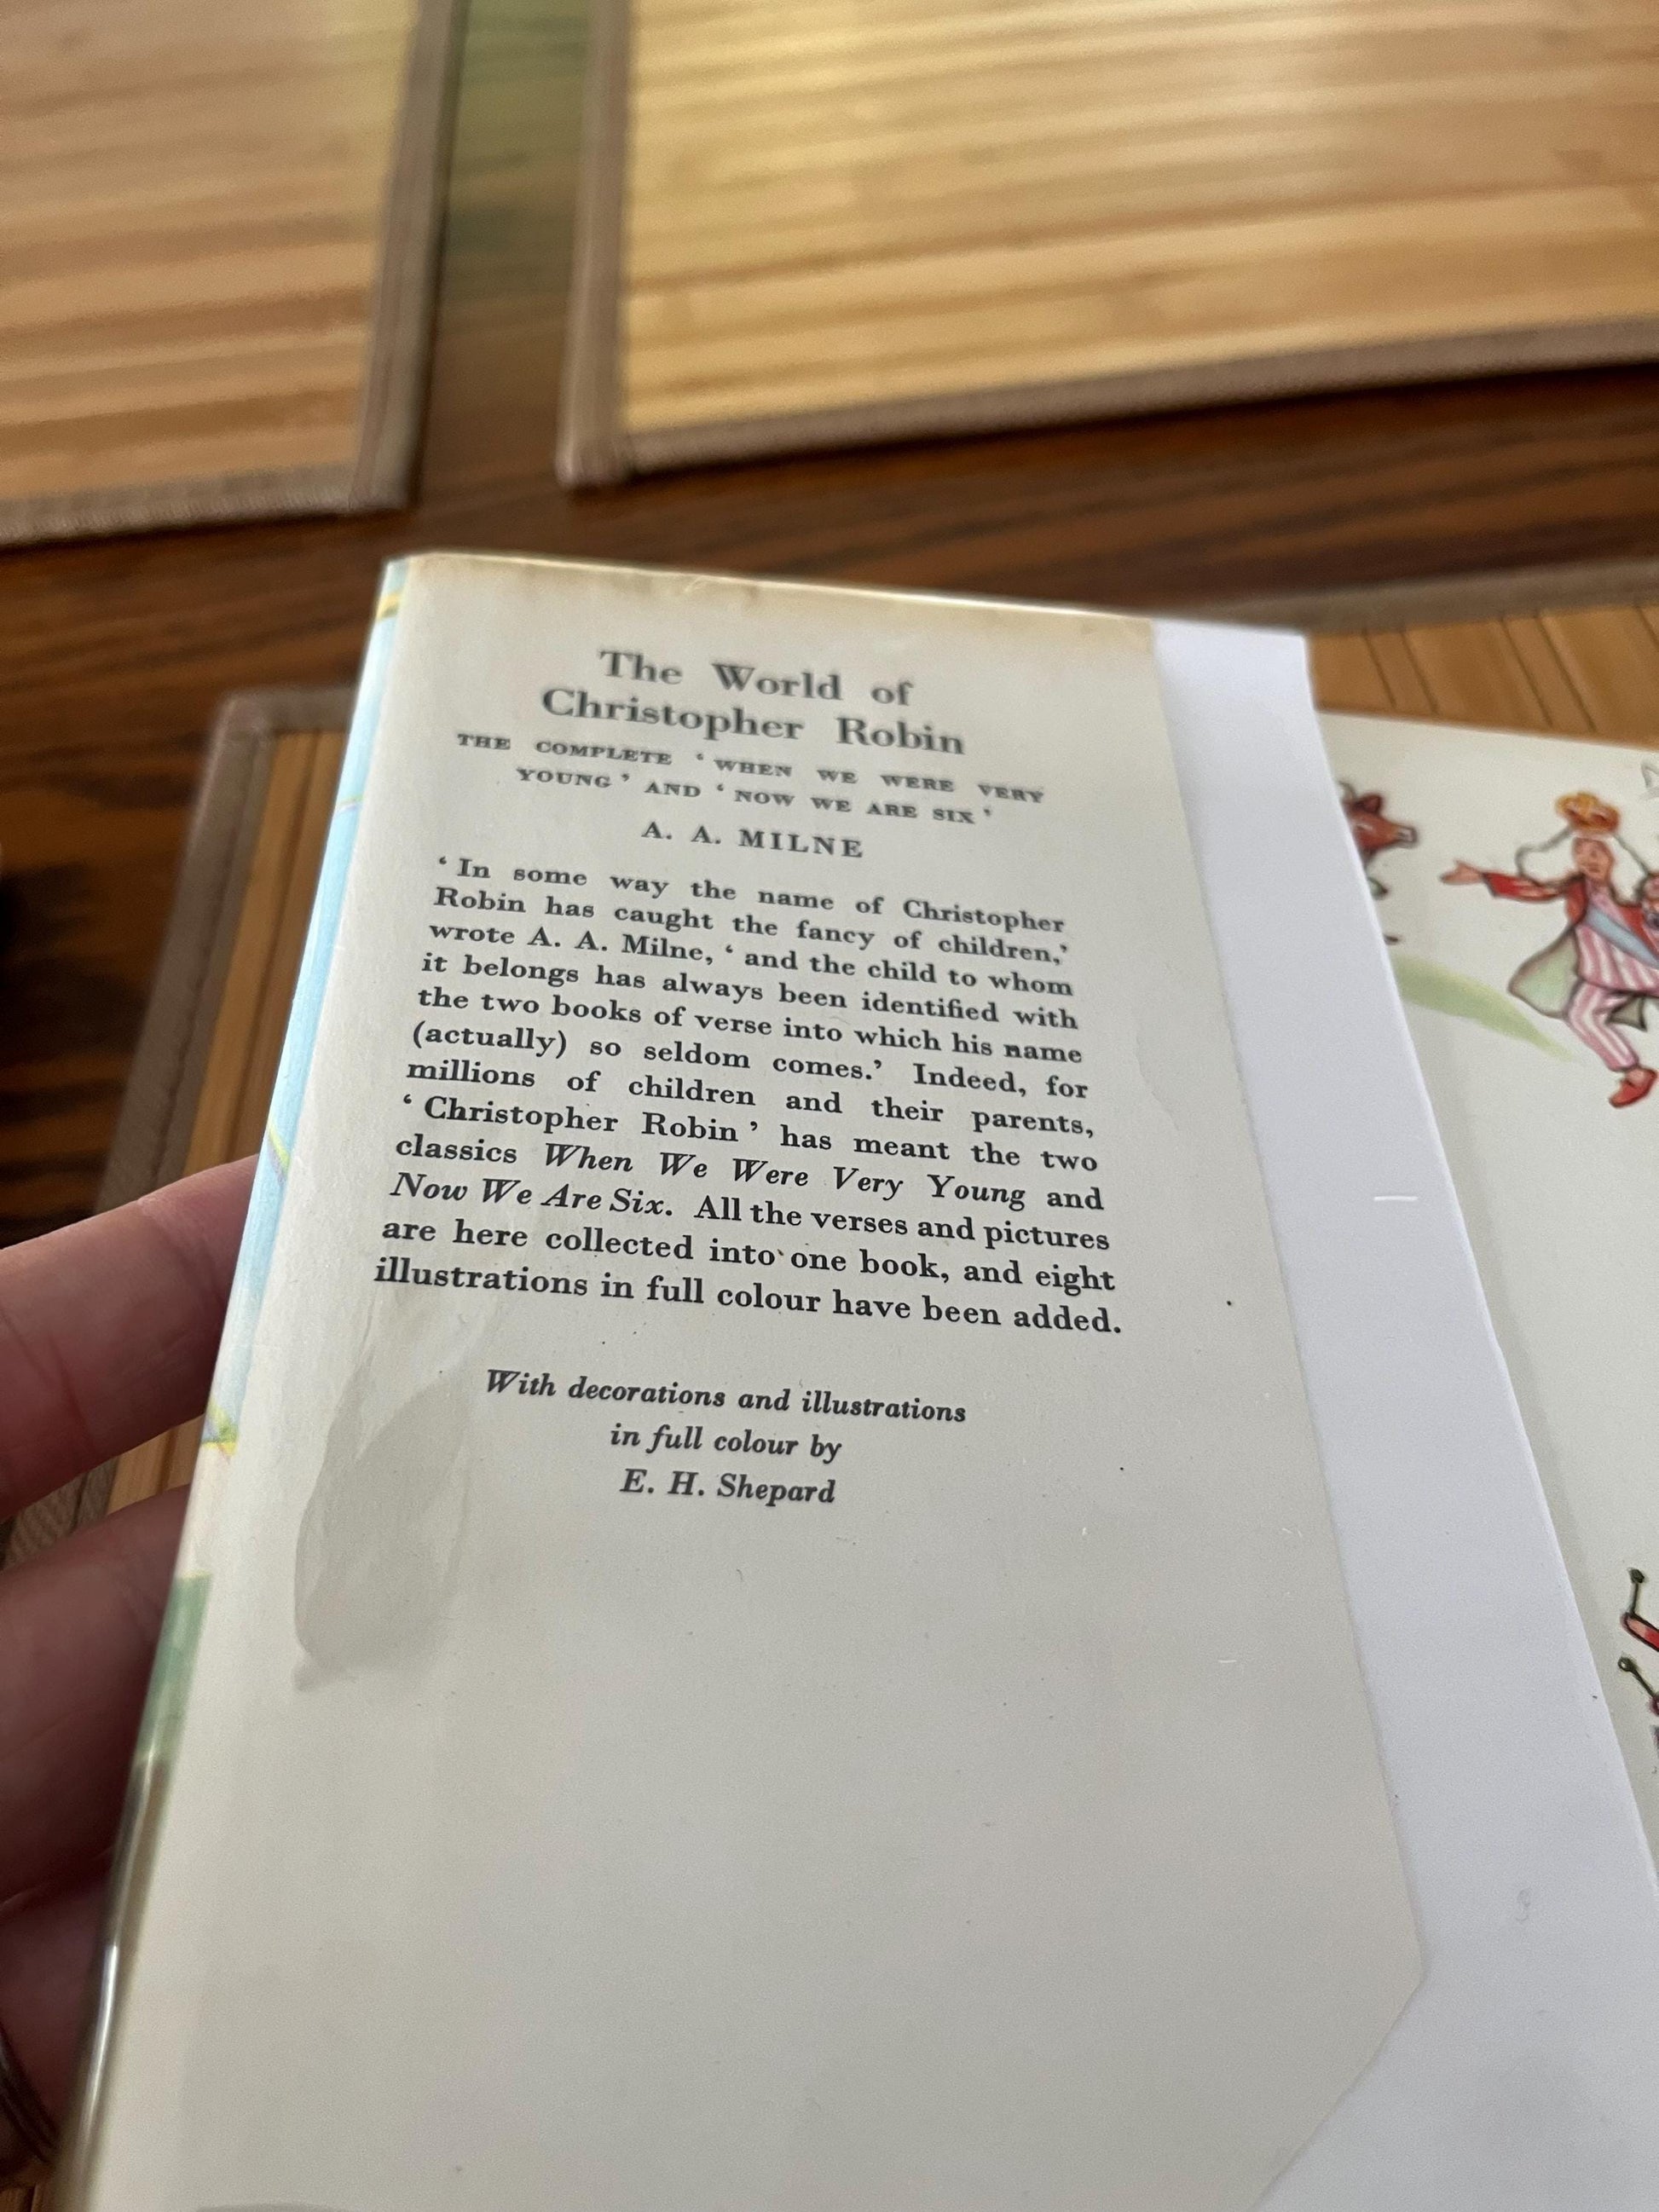 The World of
Christopher Robin
THE COMPLETE ‘ WHEN WE WERE VERY
YOUNG ’ AND ‘ NOW WE ARE SIX ’
A. A. MILNE
‘ In some way the name of Christopher
Robin has caught the fancy of children,’
wrote A. A. Milne, ‘ and the child to whom
it belongs has always been identified with
the two books of verse into which his name
(actually) so seldom comes.’ Indeed, for
millions of children and their parents,
‘ Christopher Robin ’ has meant the two
classics When We Were Very Young and
Now We Are Six. All the verses and pictures
are here collected into one book, and eight
illustrations in full colour have been added.
With decorations and illustrations
in full colour by
E. H. Shepard